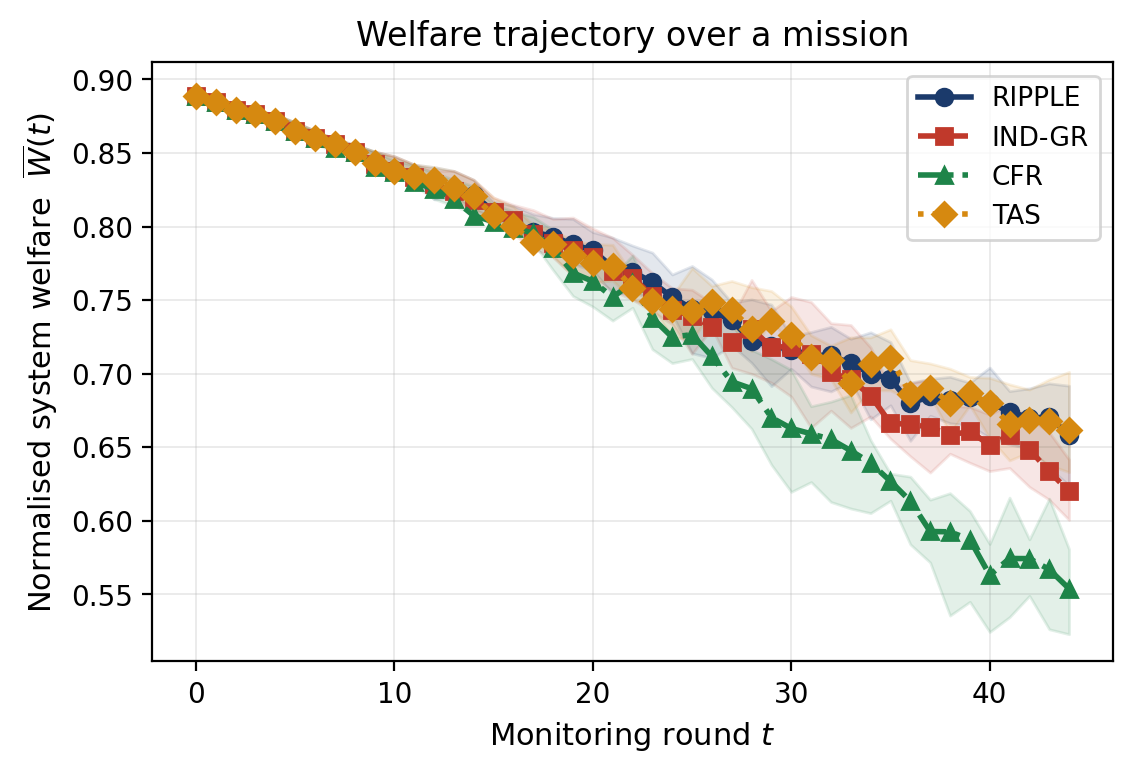 Welfare trajectory over a mission
Normalised system welfare $\overline{W}(t)$
0.90
0.85
0.80
0.75
0.70
0.65
0.60
0.55
RIPPLE
IND-GR
CFR
TAS
0 10 20 30 40
Monitoring round t